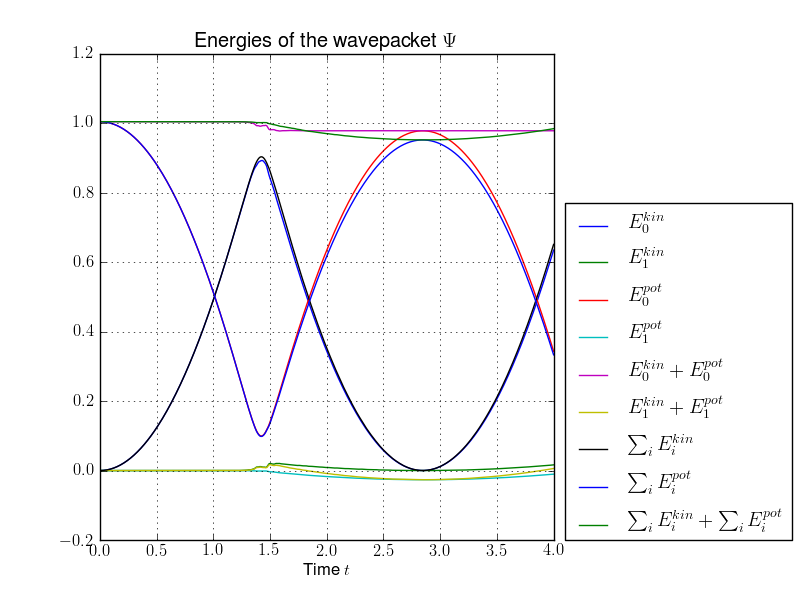 Energies of the wavepacket Ψ
1.2
1.0
0.8
0.6
0.4
0.2
0.0
−0.2
0.0 0.5 1.0 1.5 2.0 2.5 3.0 3.5 4.0
Time t
E_0^{kin}
E_1^{kin}
E_0^{pot}
E_1^{pot}
E_0^{kin} + E_0^{pot}
E_1^{kin} + E_1^{pot}
∑_i E_i^{kin}
∑_i E_i^{pot}
∑_i E_i^{kin} + ∑_i E_i^{pot}